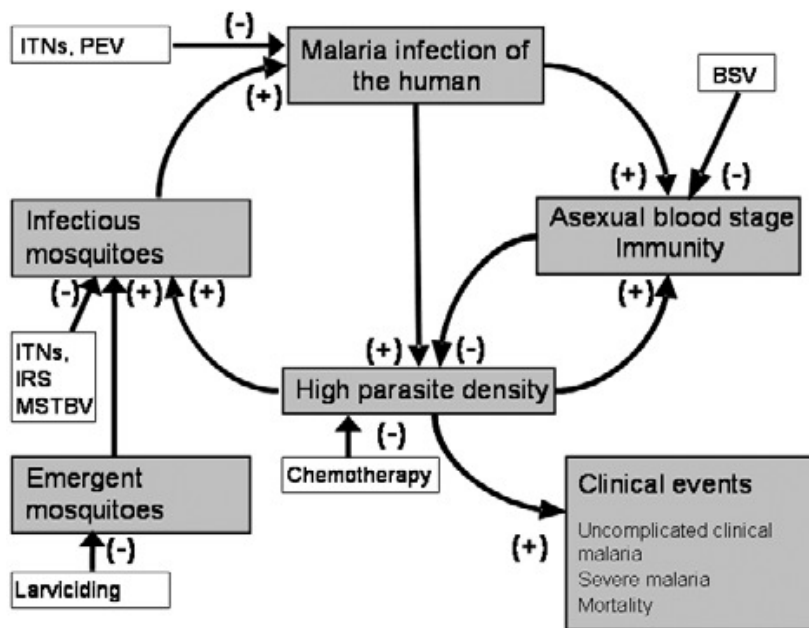 ITNs, PEV
(-)
Malaria infection of
the human
(+)
BSV
(+)
(-)
Infectious
mosquitoes
Asexual blood stage
Immunity
(-)
(+)
(+)
(+)
ITNs,
IRS
MSTBV
(+)
(-)
High parasite density
(-)
Chemotherapy
Emergent
mosquitoes
(-)
Larviciding
(+)
Clinical events
Uncomplicated clinical
malaria
Severe malaria
Mortality